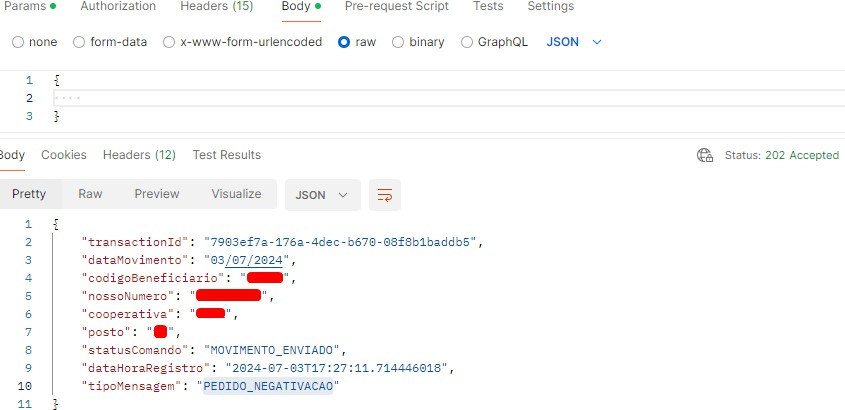 Params Authorization Headers (15) Body Pre-request Script Tests Settings
none form-data x-www-form-urlencoded raw binary GraphQL JSON
1 {
2 ····
3 }
Body Cookies Headers (12) Test Results Status: 202 Accepted
Pretty Raw Preview Visualize JSON
1 {
2 "transactionId": "7903ef7a-176a-4dec-b670-08f8b1baddb5",
3 "dataMovimento": "03/07/2024",
4 "codigoBeneficiario": "",
5 "nossoNumero": "",
6 "cooperativa": "",
7 "posto": "",
8 "statusComando": "MOVIMENTO_ENVIADO",
9 "dataHoraRegistro": "2024-07-03T17:27:11.714446018",
10 "tipoMensagem": "PEDIDO_NEGATIVACAO"
11 }